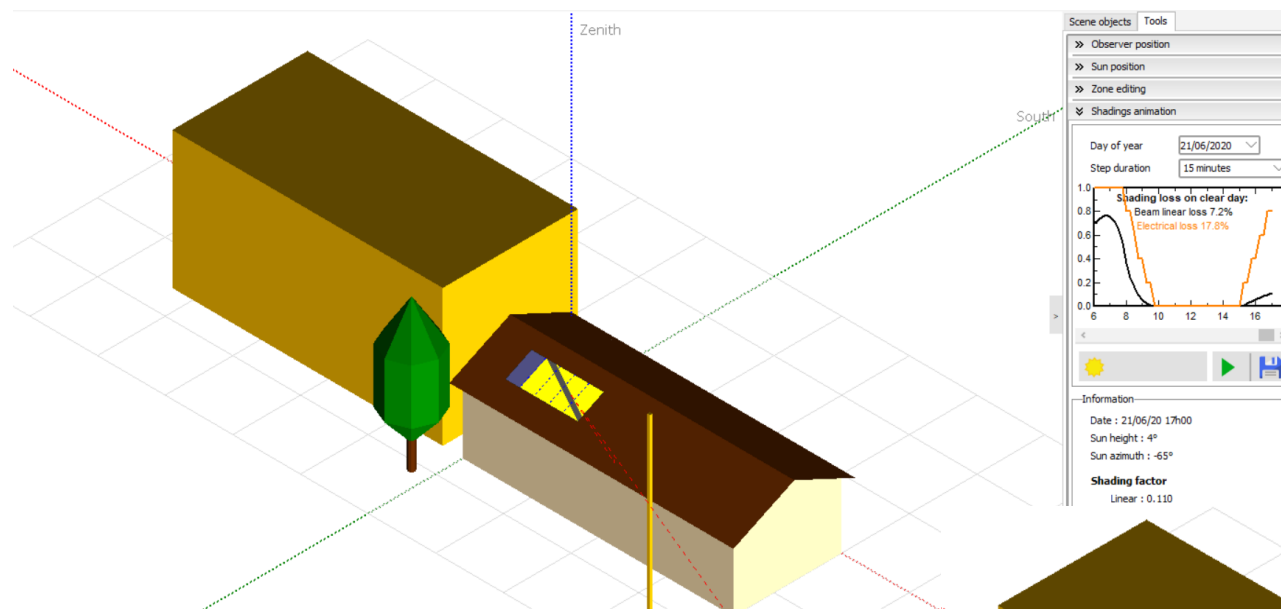 Zenith
South
Scene objects Tools
Observer position
Sun position
Zone editing
Shadings animation
Day of year 21/06/2020
Step duration 15 minutes
Shading loss on clear day:
Beam linear loss 7.2%
Electrical loss 17.8%
1.0
0.8
0.6
0.4
0.2
0.0
6 8 10 12 14 16
Information
Date : 21/06/20 17h00
Sun height : 4°
Sun azimuth : -65°
Shading factor
Linear : 0.110